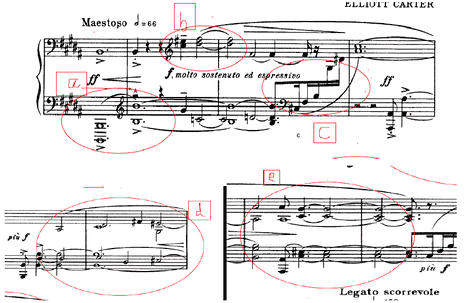 ELLIOTT CARTER
Maestoso 𝅗𝅥=66
b
a
ff
f, molto sostenuto ed espressivo
ff
C
e
d
più f
più f
Legato scorrevole